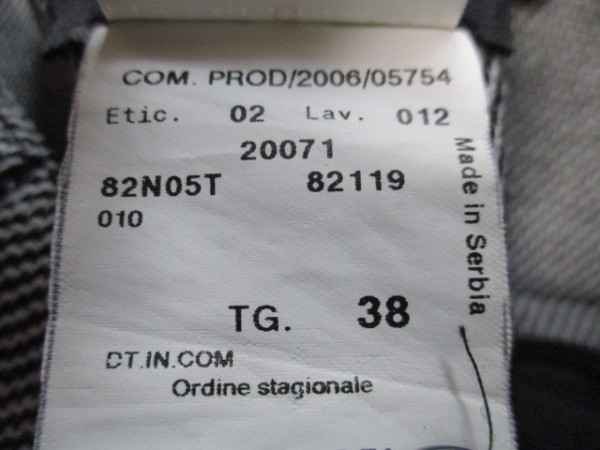 COM. PROD/2006/05754
Etic. 02 Lav. 012
20071
82N05T 82119
010
Made in Serbia
TG. 38
DT.IN.COM
Ordine stagionale